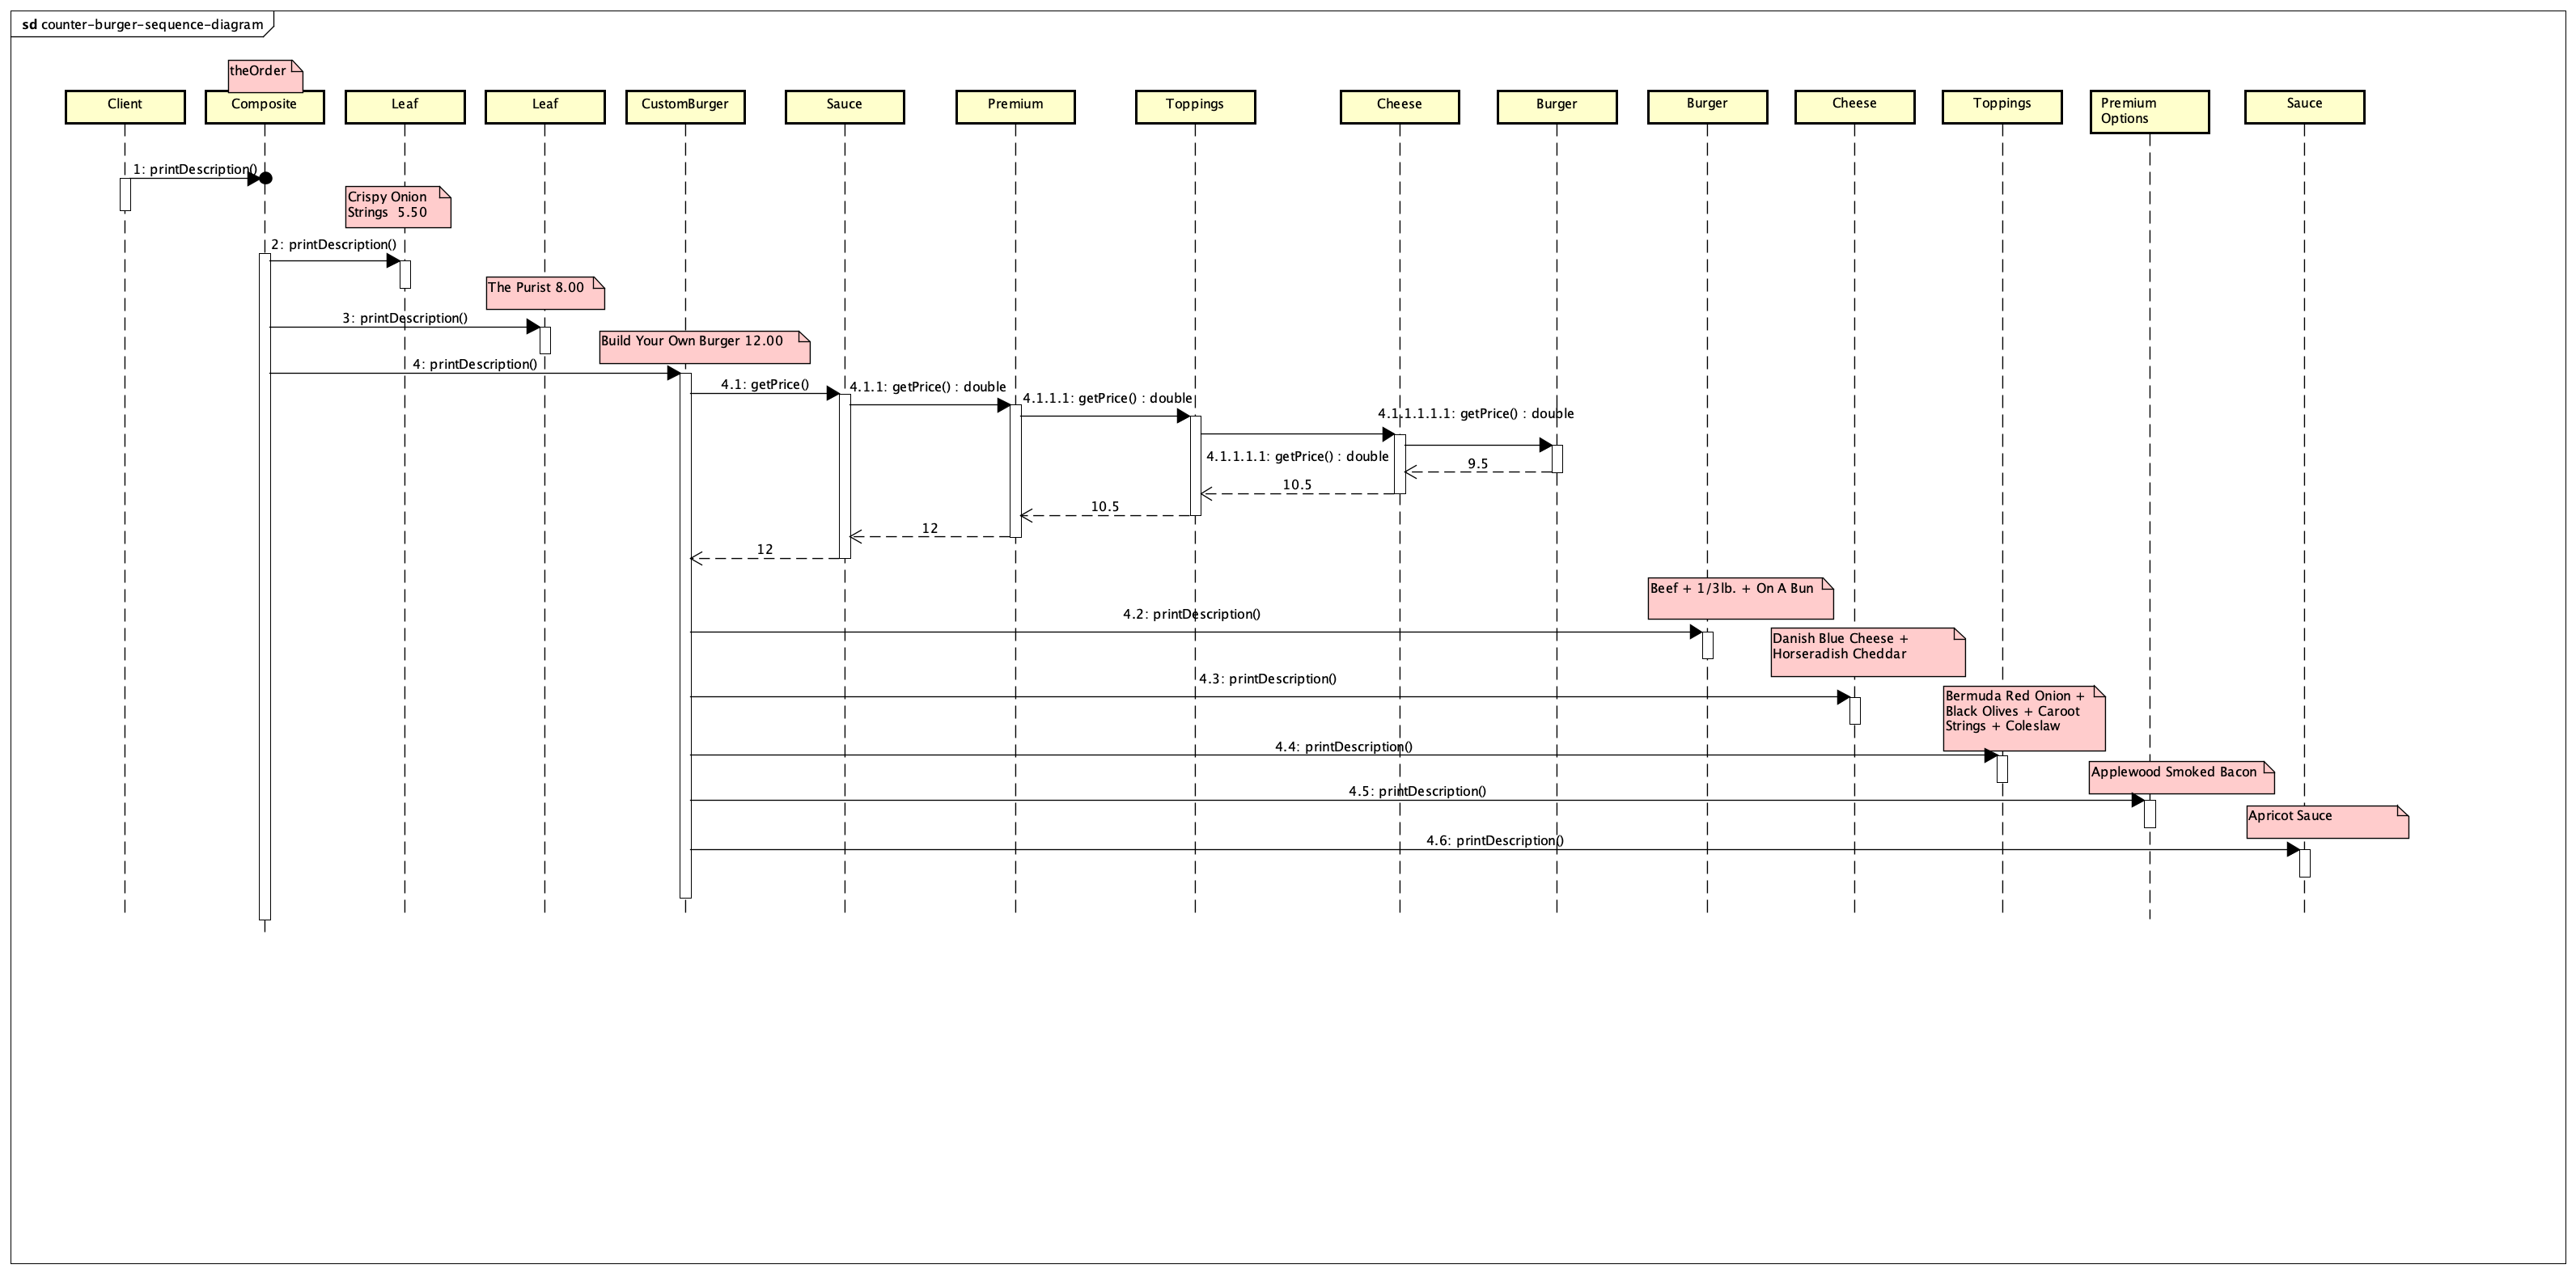 sd counter-burger-sequence-diagram
theOrder
Client
Composite
Leaf
Leaf
CustomBurger
Sauce
Premium
Toppings
Cheese
Burger
Burger
Cheese
Toppings
Premium
Options
Sauce
1: printDescription()
Crispy Onion
Strings 5.50
2: printDescription()
The Purist 8.00
3: printDescription()
Build Your Own Burger 12.00
4: printDescription()
4.1: getPrice()
4.1.1: getPrice() : double
4.1.1.1: getPrice() : double
4.1.1.1.1.1: getPrice() : double
4.1.1.1.1: getPrice() : double
9.5
10.5
10.5
12
12
Beef + 1/3lb. + On A Bun
4.2: printDescription()
Danish Blue Cheese +
Horseradish Cheddar
4.3: printDescription()
Bermuda Red Onion +
Black Olives + Caroot
Strings + Coleslaw
4.4: printDescription()
Applewood Smoked Bacon
4.5: printDescription()
Apricot Sauce
4.6: printDescription()